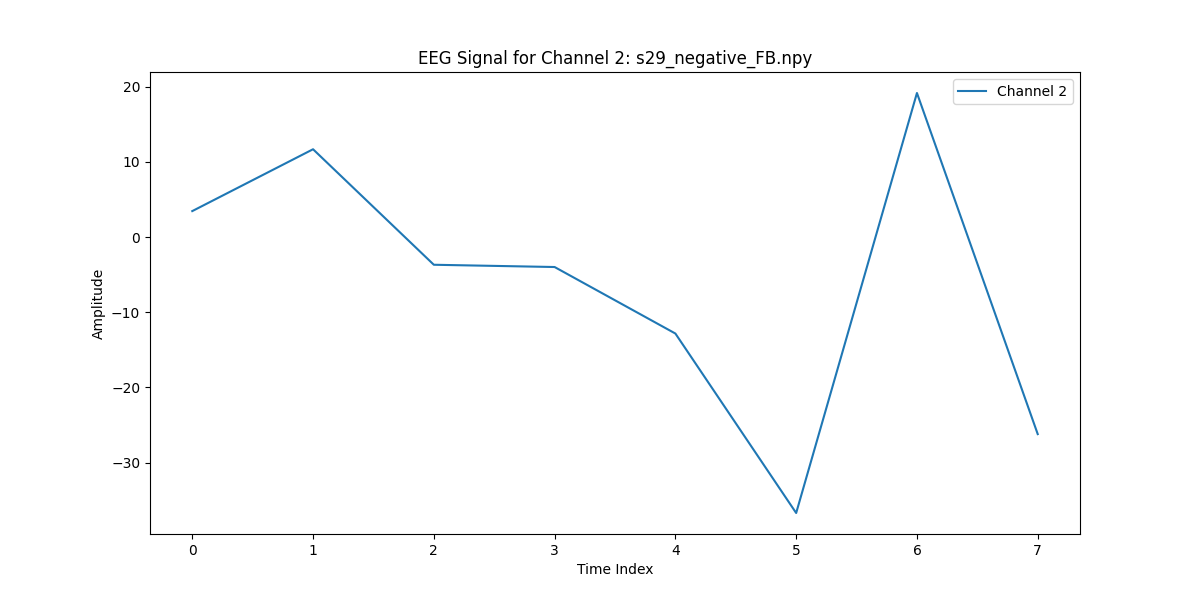 EEG Signal for Channel 2: s29_negative_FB.npy
Channel 2
20
10
0
−10
−20
−30
Amplitude
0 1 2 3 4 5 6 7
Time Index